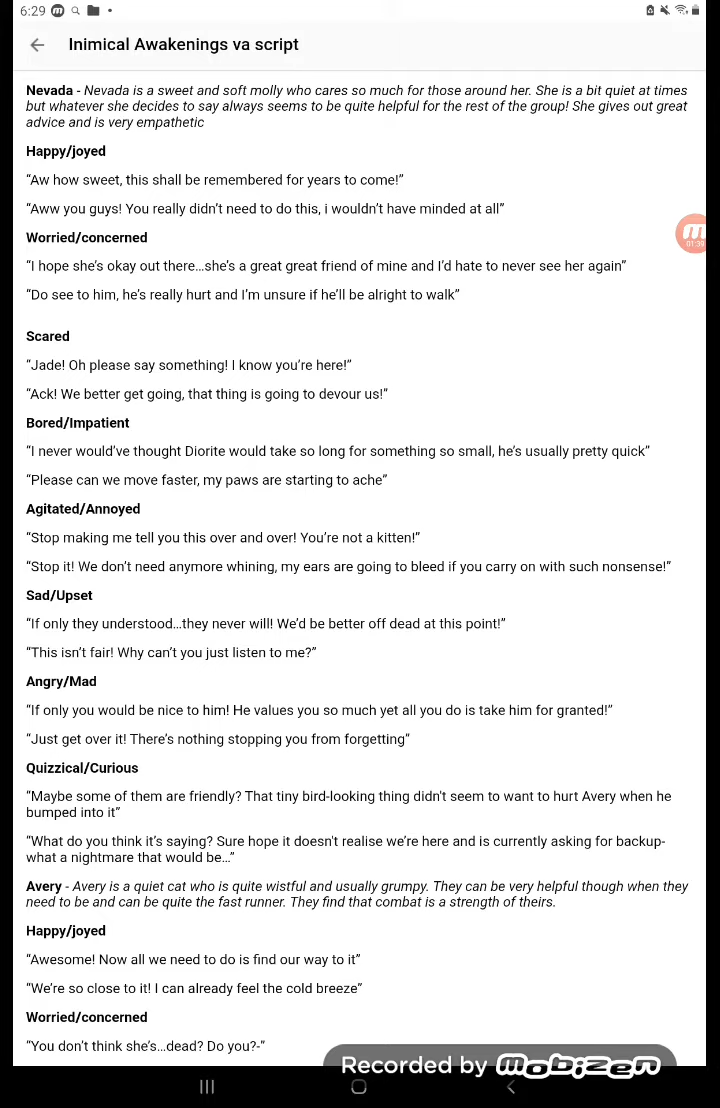 6:29
Inimical Awakenings va script
Nevada - Nevada is a sweet and soft molly who cares so much for those around her. She is a bit quiet at times
but whatever she decides to say always seems to be quite helpful for the rest of the group! She gives out great
advice and is very empathetic
Happy/joyed
“Aw how sweet, this shall be remembered for years to come!”
“Aww you guys! You really didn’t need to do this, i wouldn’t have minded at all”
Worried/concerned
01:39
“I hope she’s okay out there…she’s a great great friend of mine and I’d hate to never see her again”
“Do see to him, he’s really hurt and I’m unsure if he’ll be alright to walk”
Scared
“Jade! Oh please say something! I know you’re here!”
“Ack! We better get going, that thing is going to devour us!”
Bored/Impatient
“I never would’ve thought Diorite would take so long for something so small, he’s usually pretty quick”
“Please can we move faster, my paws are starting to ache”
Agitated/Annoyed
“Stop making me tell you this over and over! You’re not a kitten!”
“Stop it! We don’t need anymore whining, my ears are going to bleed if you carry on with such nonsense!”
Sad/Upset
“If only they understood…they never will! We’d be better off dead at this point!”
“This isn’t fair! Why can’t you just listen to me?”
Angry/Mad
“If only you would be nice to him! He values you so much yet all you do is take him for granted!”
“Just get over it! There’s nothing stopping you from forgetting”
Quizzical/Curious
“Maybe some of them are friendly? That tiny bird-looking thing didn't seem to want to hurt Avery when he
bumped into it”
“What do you think it’s saying? Sure hope it doesn't realise we’re here and is currently asking for backup-
what a nightmare that would be…”
Avery - Avery is a quiet cat who is quite wistful and usually grumpy. They can be very helpful though when they
need to be and can be quite the fast runner. They find that combat is a strength of theirs.
Happy/joyed
“Awesome! Now all we need to do is find our way to it”
“We’re so close to it! I can already feel the cold breeze”
Worried/concerned
“You don’t think she’s…dead? Do you?-”
Recorded by Mobizen